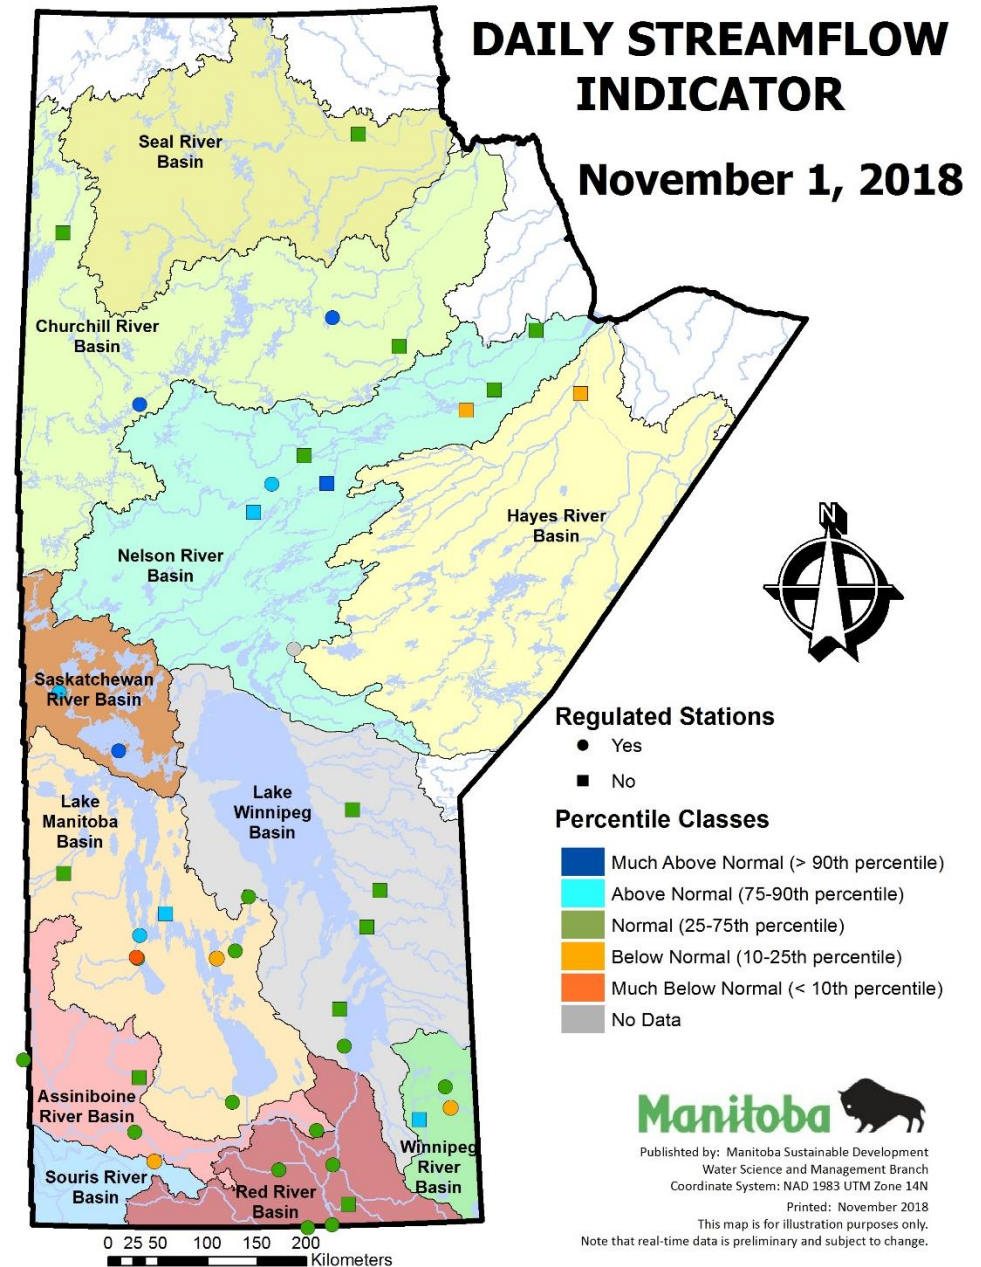 DAILY STREAMFLOW
INDICATOR
November 1, 2018
Seal River
Basin
Churchill River
Basin
Hayes River
Basin
Nelson River
Basin
N
Saskatchewan
River Basin
Regulated Stations
Yes
No
Lake
Manitoba
Basin
Lake
Winnipeg
Basin
Percentile Classes
Much Above Normal (> 90th percentile)
Above Normal (75-90th percentile)
Normal (25-75th percentile)
Below Normal (10-25th percentile)
Much Below Normal (< 10th percentile)
No Data
Assiniboine
River Basin
Souris River
Basin
Red River
Basin
Winnipeg
River
Basin
Manitoba
Publishted by: Manitoba Sustainable Development
Water Science and Management Branch
Coordinate System: NAD 1983 UTM Zone 14N
Printed: November 2018
This map is for illustration purposes only.
Note that real-time data is preliminary and subject to change.
0 25 50 100 150 200
Kilometers